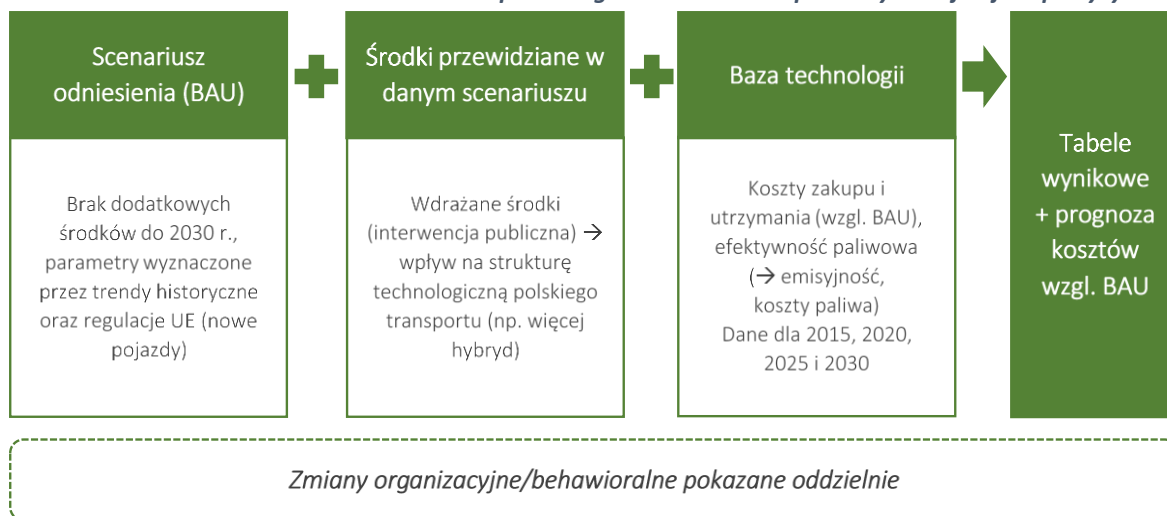 Scenariusz
odniesienia (BAU)
Środki przewidziane w
danym scenariuszu
Baza technologii
Tabele
wynikowe
+ prognoza
kosztów
wzgl. BAU
Brak dodatkowych
środków do 2030 r.,
parametry wyznaczone
przez trendy historyczne
oraz regulacje UE (nowe
pojazdy)
Wdrażane środki
(interwencja publiczna) →
wpływ na strukturę
technologiczną polskiego
transportu (np. więcej
hybryd)
Koszty zakupu i
utrzymania (wzgl. BAU),
efektywność paliwowa
(→ emisyjność,
koszty paliwa)
Dane dla 2015, 2020,
2025 i 2030
Zmiany organizacyjne/behawioralne pokazane oddzielnie